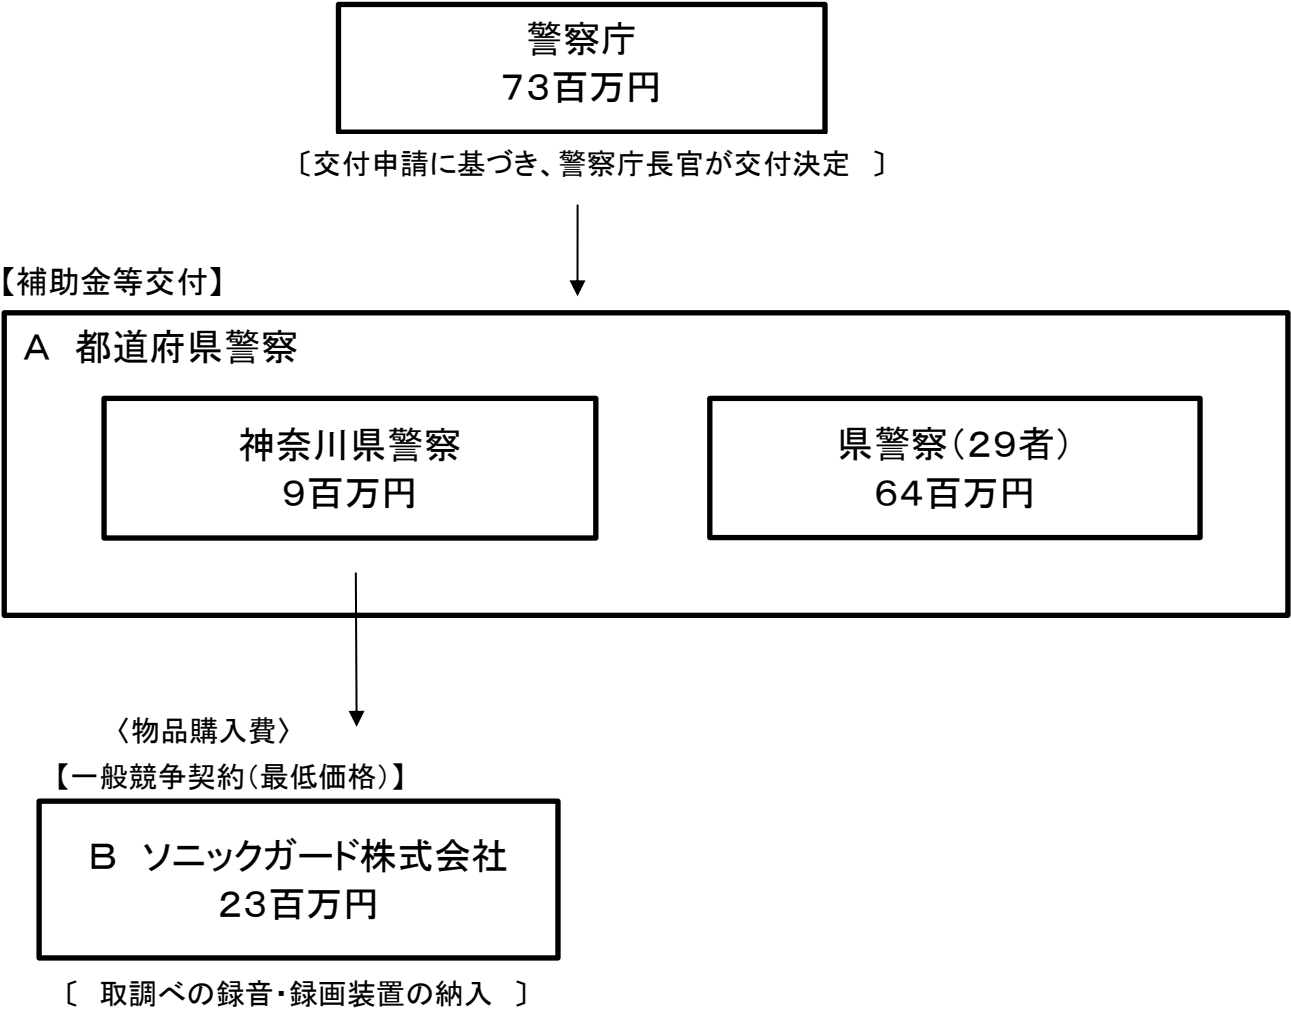 警察庁
73百万円
〔交付申請に基づき、警察庁長官が交付決定　〕
【補助金等交付】
A　都道府県警察
神奈川県警察
9百万円
県警察(29者)
64百万円
〈物品購入費〉
【一般競争契約(最低価格)】
B　ソニックガード株式会社
23百万円
〔　取調べの録音・録画装置の納入　〕